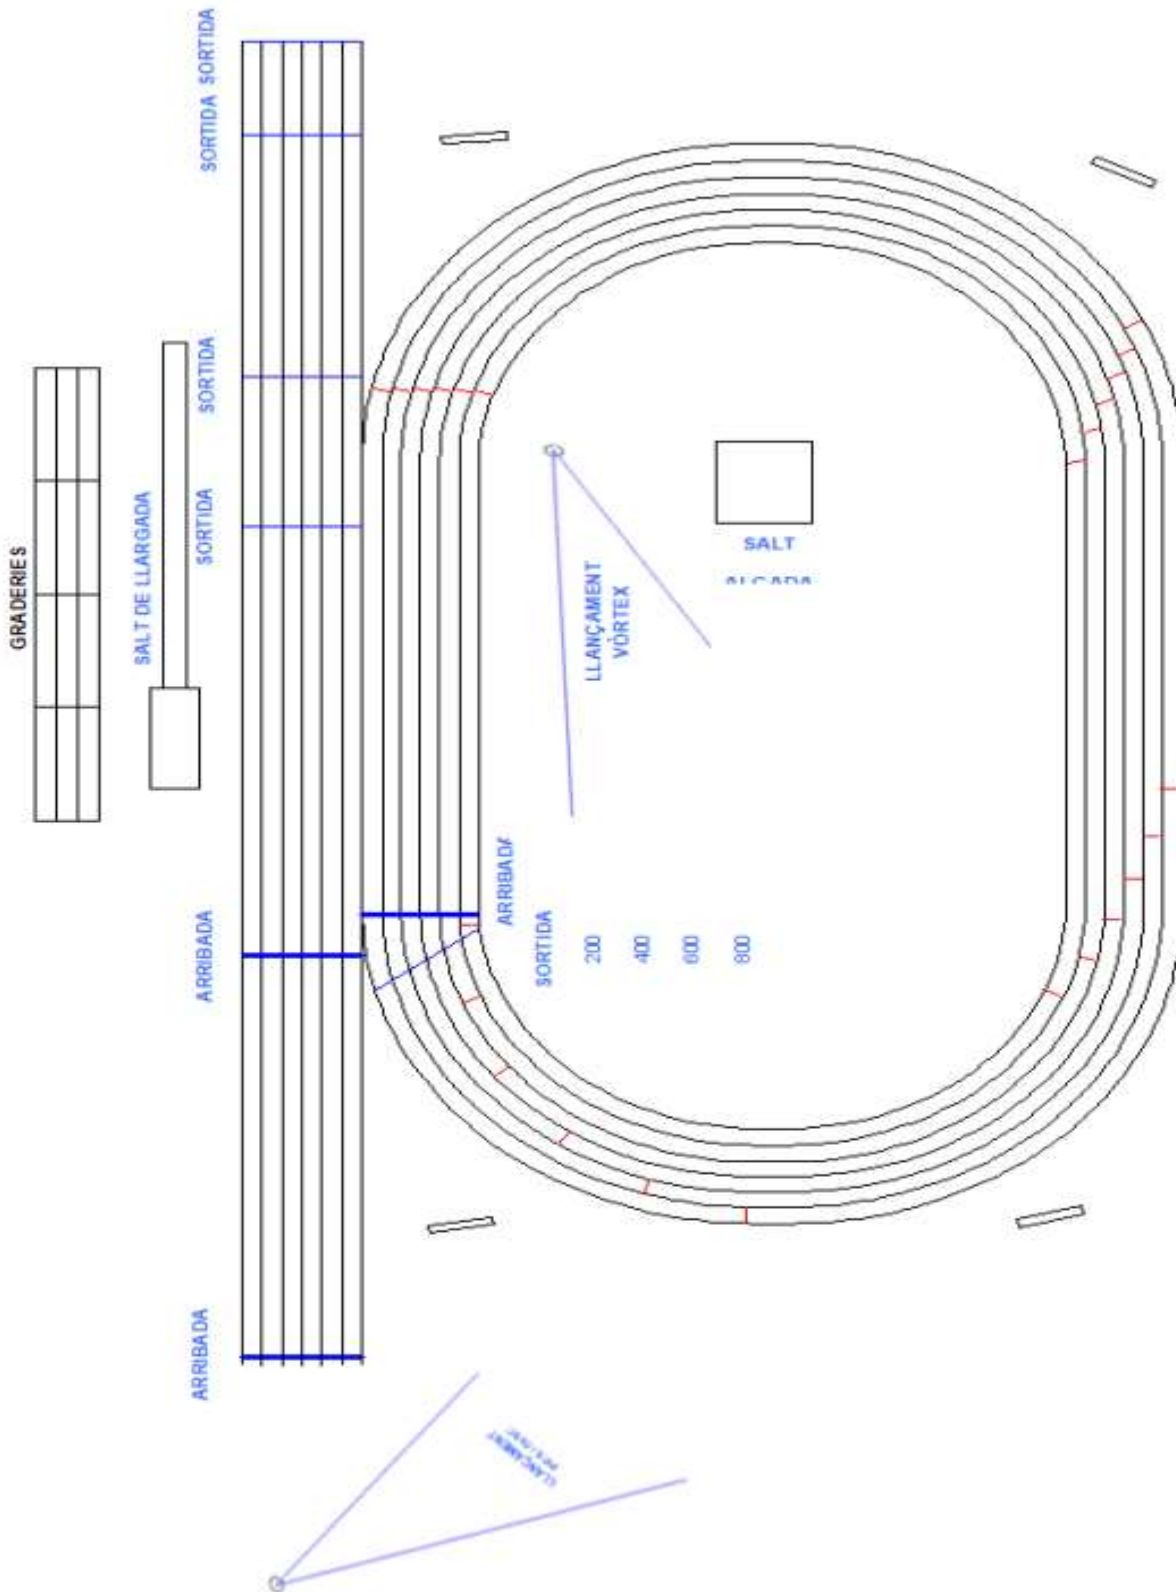 SORTIDA
SORTIDA
SORTIDA
SORTIDA
GRADERIES
SALT DE LLARGADA
SALT
LLANÇAMENT
VÒRTEX
ARRIBADA
SORTIDA
200
400
600
800
ARRIBADA
ARRIBADA
LLANÇAMENT